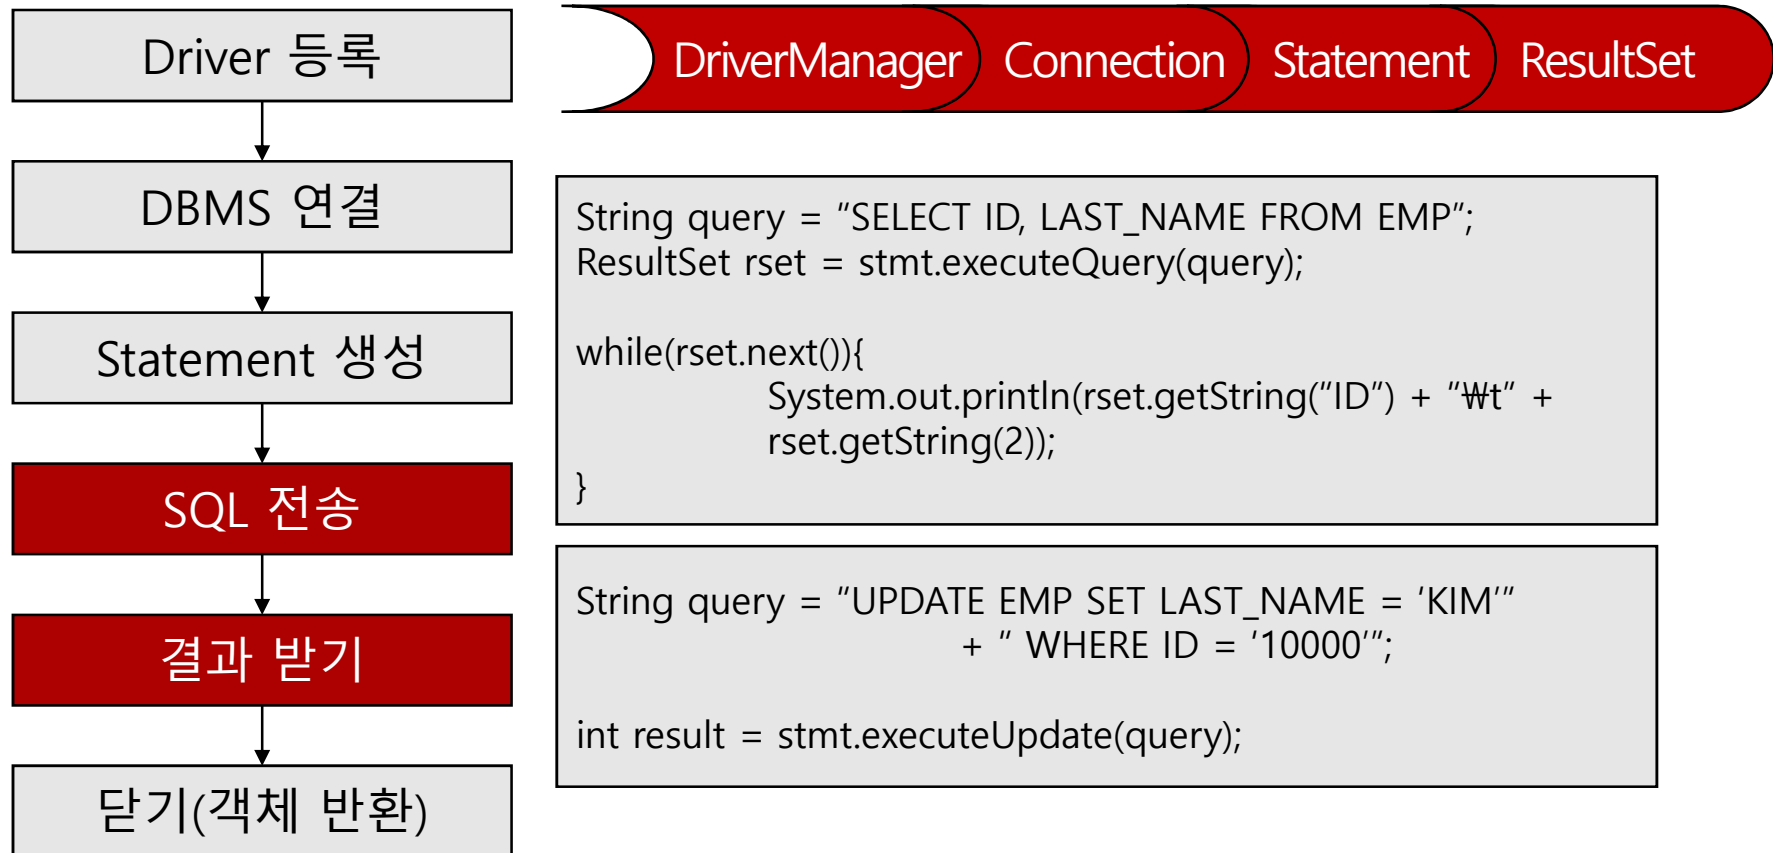 Driver 등록
DBMS 연결
Statement 생성
SQL 전송
결과 받기
닫기(객체 반환)
DriverManager Connection Statement ResultSet
String query = "SELECT ID, LAST_NAME FROM EMP";
ResultSet rset = stmt.executeQuery(query);
while(rset.next()){
System.out.println(rset.getString("ID") + "₩t" +
rset.getString(2));
}
String query = "UPDATE EMP SET LAST_NAME = 'KIM'"
+ " WHERE ID = '10000'";
int result = stmt.executeUpdate(query);